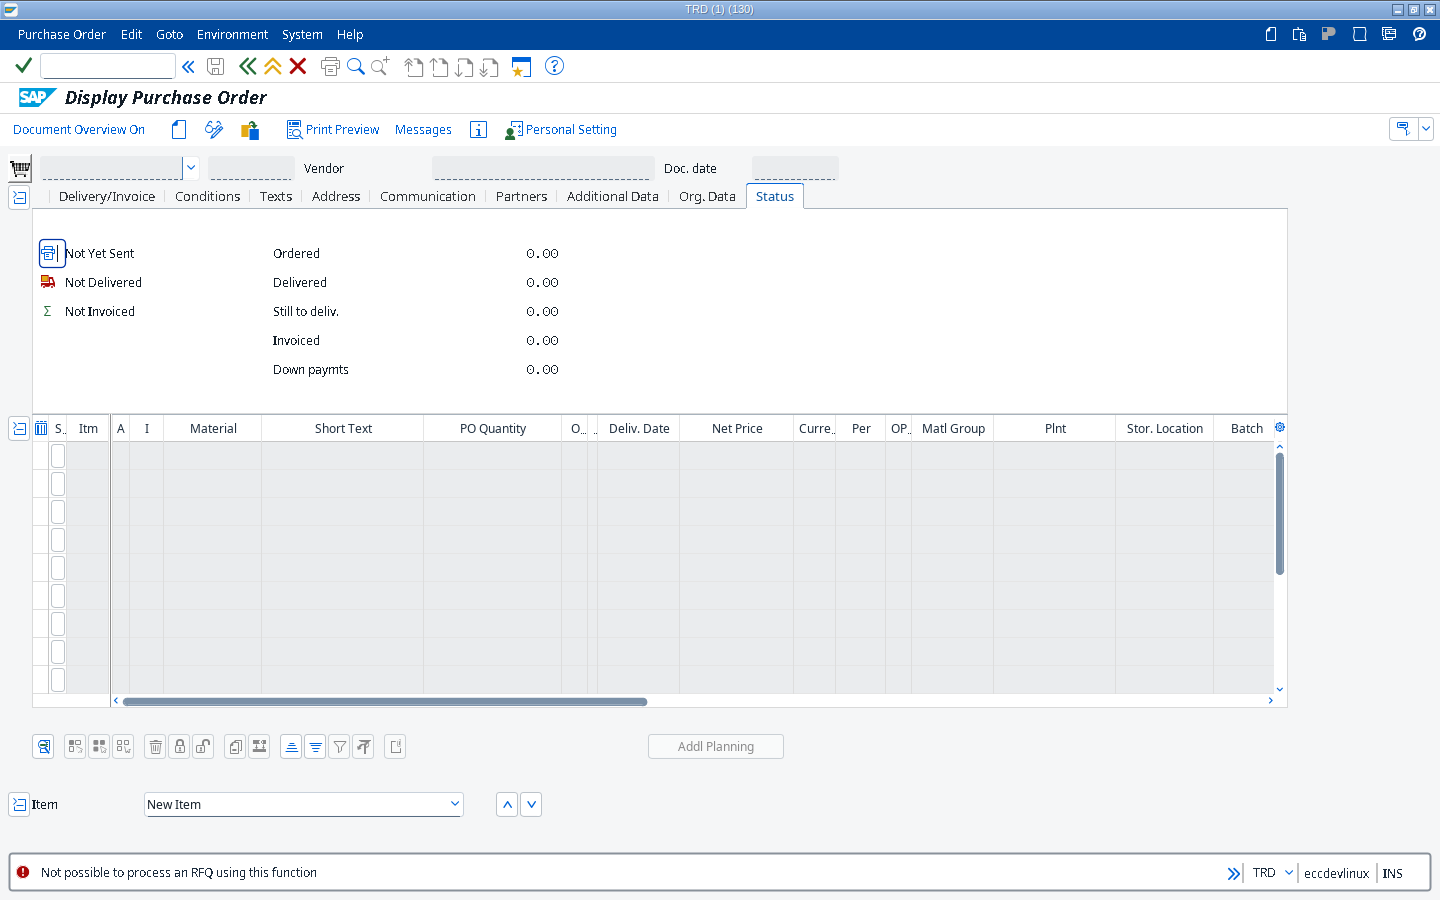 TRD (1) (130)
Purchase Order Edit Goto Environment System Help
SAP Display Purchase Order
Document Overview On Print Preview Messages Personal Setting
Vendor Doc. date
Delivery/Invoice Conditions Texts Address Communication Partners Additional Data Org. Data Status
Not Yet Sent Ordered 0.00
Not Delivered Delivered 0.00
Σ Not Invoiced Still to deliv. 0.00
Invoiced 0.00
Down paymts 0.00
S.. Itm A I Material Short Text PO Quantity O... .. Deliv. Date Net Price Curre.. Per OP.. Matl Group Plnt Stor. Location Batch
Addl Planning
Item New Item
Not possible to process an RFQ using this function TRD eccdevlinux INS